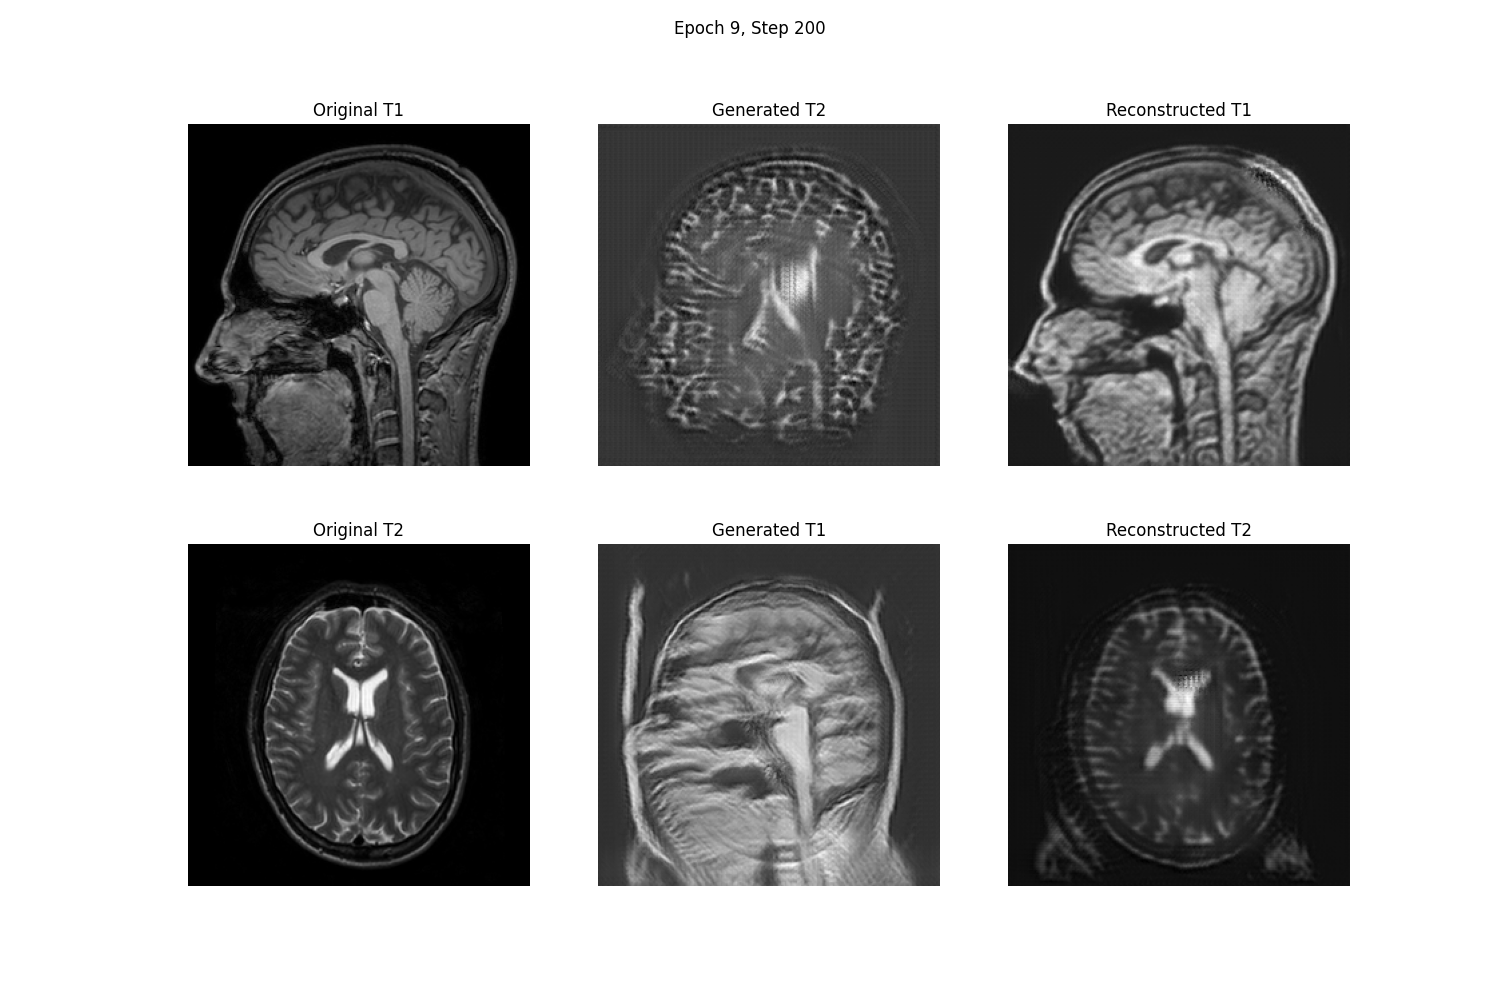 Epoch 9, Step 200
Original T1
Generated T2
Reconstructed T1
Original T2
Generated T1
Reconstructed T2